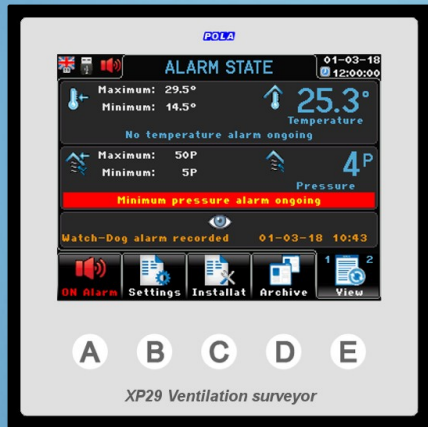 POLA
ALARM STATE
01-03-18
12:00:00
Maximum: 29.5°
Minimum: 14.5°
25.3°
Temperature
No temperature alarm ongoing
Maximum: 50P
Minimum: 5P
4P
Pressure
Minimum pressure alarm ongoing
Watch-Dog alarm recorded 01-03-18 10:43
1 2
ON Alarm Settings Installat Archive View
A B C D E
XP29 Ventilation surveyor